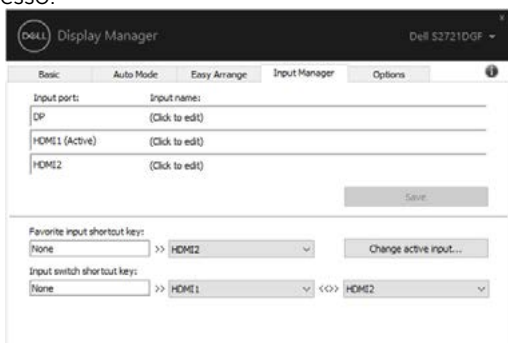 esso.
DELL Display Manager
Dell S2721DGF
x
Basic Auto Mode Easy Arrange Input Manager Options
Input port: Input name:
DP (Click to edit)
HDMI1 (Active) (Click to edit)
HDMI2 (Click to edit)
Save
Favorite input shortcut key:
None >> HDMI2 Change active input...
Input switch shortcut key:
None >> HDMI1 <<>> HDMI2